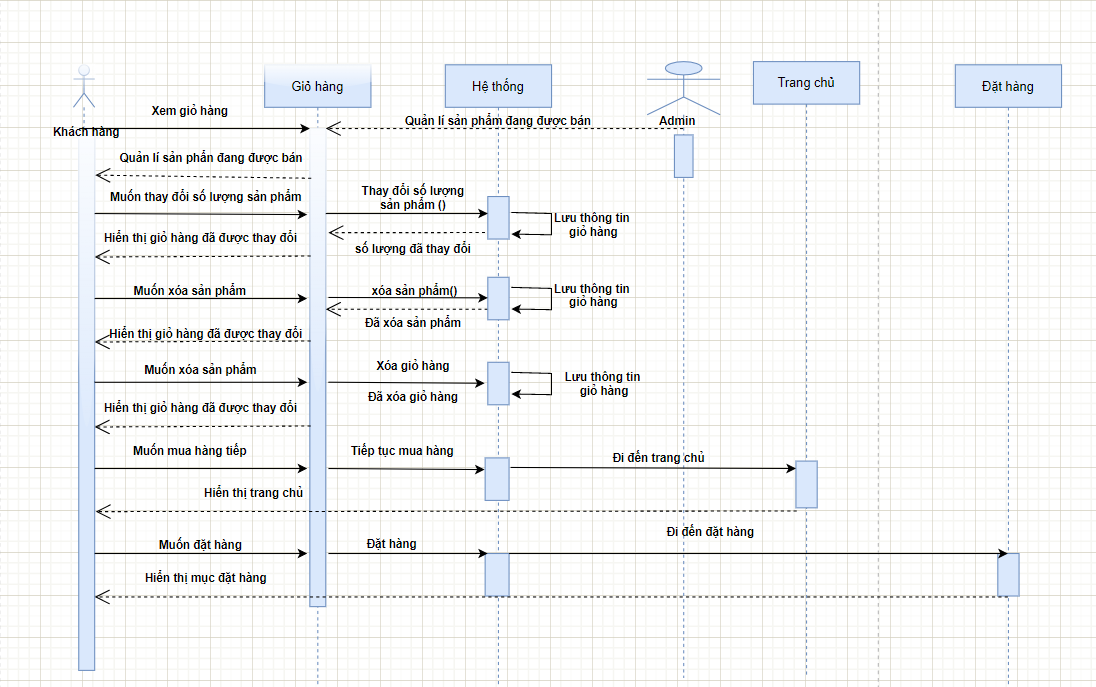 Giỏ hàng
Hệ thống
Trang chủ
Đặt hàng
Khách hàng
Admin
Xem giỏ hàng
Quản lí sản phẩm đang được bán
Quản lí sản phẩn đang được bán
Muốn thay đổi số lượng sản phẩm
Thay đổi số lượng
sản phẩm ()
Lưu thông tin
giỏ hàng
Hiển thị giỏ hàng đã được thay đổi
số lượng đã thay đổi
Muốn xóa sản phẩm
xóa sản phẩm()
Lưu thông tin
giỏ hàng
Đã xóa sản phẩm
Hiển thị giỏ hàng đã được thay đổi
Muốn xóa sản phẩm
Xóa giỏ hàng
Lưu thông tin
giỏ hàng
Đã xóa giỏ hàng
Hiển thị giỏ hàng đã được thay đổi
Muốn mua hàng tiếp
Tiếp tục mua hàng
Đi đến trang chủ
Hiển thị trang chủ
Đi đến đặt hàng
Muốn đặt hàng
Đặt hàng
Hiển thị mục đặt hàng